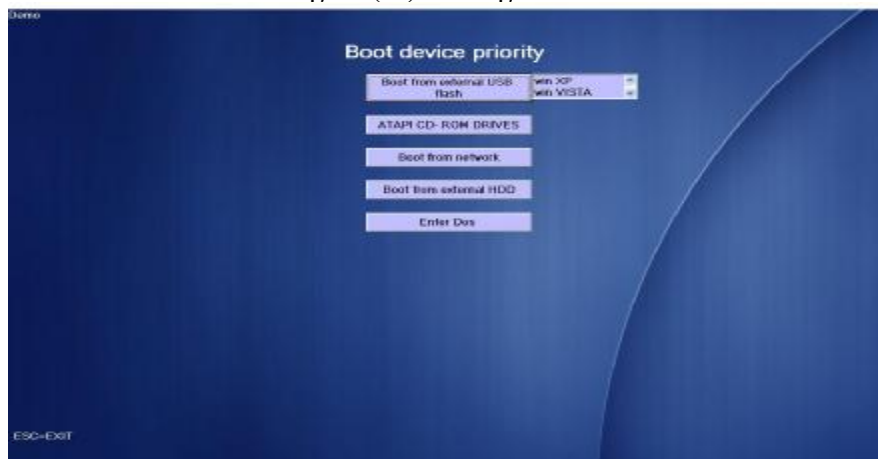 Demo
Boot device priority
Boot from external USB
flash
win XP
win VISTA
ATAPI CD-ROM DRIVES
Boot from network
Boot from external HDD
Enter Dos
ESC=EXIT